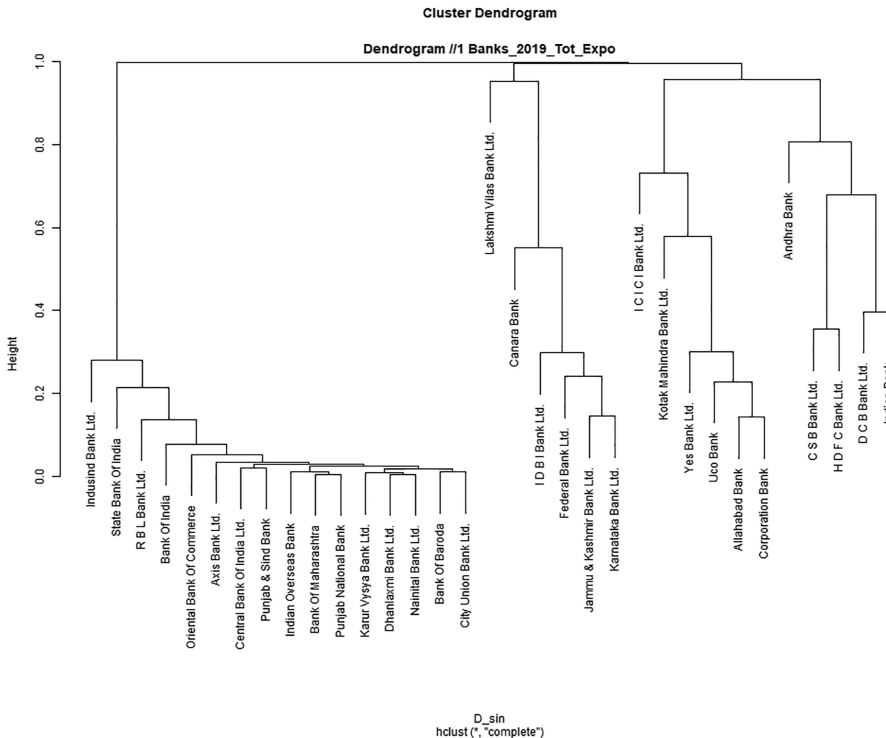 Cluster Dendrogram
Dendrogram //1 Banks_2019_Tot_Expo
Height
1.0
0.8
0.6
0.4
0.2
0.0
Indusind Bank Ltd.
State Bank Of India
R B L Bank Ltd.
Bank Of India
Oriental Bank Of Commerce
Axis Bank Ltd.
Central Bank Of India Ltd.
Punjab & Sind Bank
Indian Overseas Bank
Bank Of Maharashtra
Punjab National Bank
Karur Vysya Bank Ltd.
Dhanlaxmi Bank Ltd.
Nainital Bank Ltd.
Bank Of Baroda
City Union Bank Ltd.
Lakshmi Vilas Bank Ltd.
Canara Bank
I D B I Bank Ltd.
Federal Bank Ltd.
Jammu & Kashmir Bank Ltd.
Karnataka Bank Ltd.
I C I C I Bank Ltd.
Kotak Mahindra Bank Ltd.
Yes Bank Ltd.
Uco Bank
Allahabad Bank
Corporation Bank
Andhra Bank
C S B Bank Ltd.
H D F C Bank Ltd.
D C B Bank Ltd.
D_sin
hclust (*, "complete")